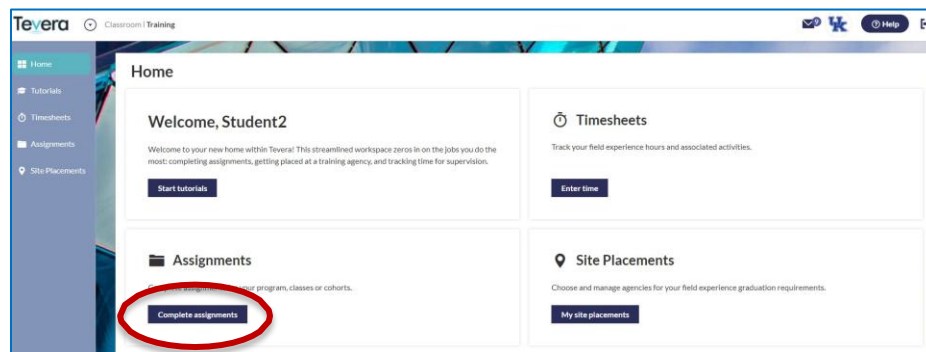 Tevera Classroom | Training UK Help
Home
Tutorials
Timesheets
Assignments
Site Placements
Home
Welcome, Student2
Welcome to your new home within Tevera! This streamlined workspace zeros in on the jobs you do the
most: completing assignments, getting placed at a training agency, and tracking time for supervision.
Start tutorials
Timesheets
Track your field experience hours and associated activities.
Enter time
Assignments
your program, classes or cohorts.
Complete assignments
Site Placements
Choose and manage agencies for your field experience graduation requirements.
My site placements